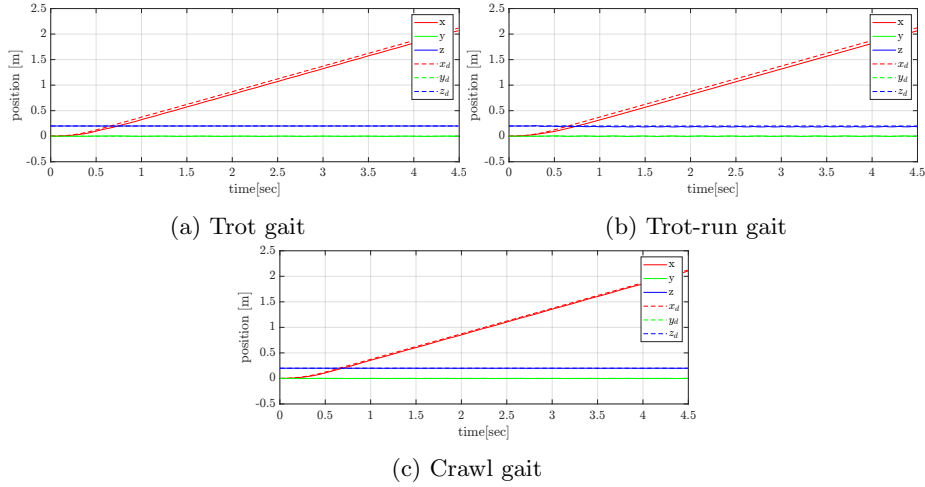 2.5
2
1.5
1
0.5
0
-0.5
position [m]
x
y
z
x_d
y_d
z_d
0 0.5 1 1.5 2 2.5 3 3.5 4 4.5
time[sec]
(a) Trot gait
2.5
2
1.5
1
0.5
0
-0.5
position [m]
x
y
z
x_d
y_d
z_d
0 0.5 1 1.5 2 2.5 3 3.5 4 4.5
time[sec]
(b) Trot-run gait
2.5
2
1.5
1
0.5
0
-0.5
position [m]
x
y
z
x_d
y_d
z_d
0 0.5 1 1.5 2 2.5 3 3.5 4 4.5
time[sec]
(c) Crawl gait